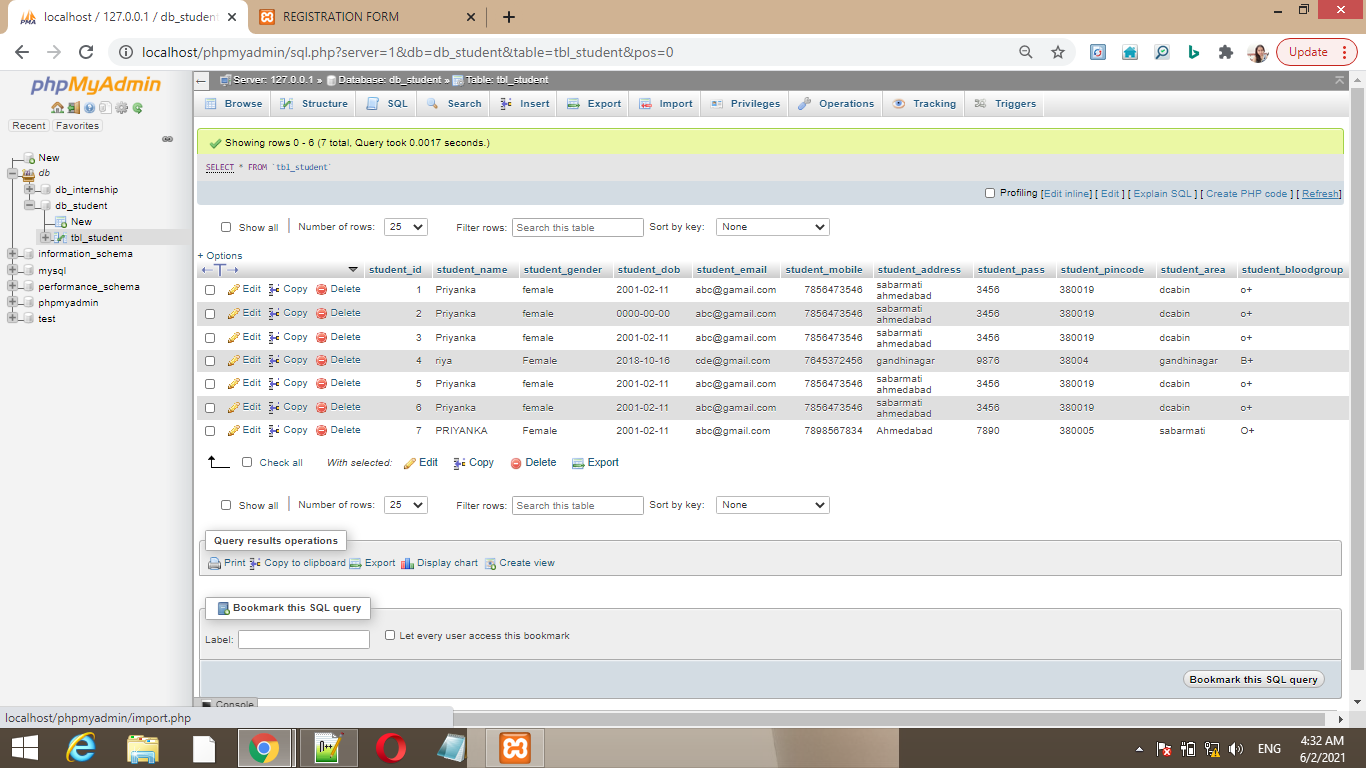 localhost / 127.0.0.1 / db_studen
REGISTRATION FORM
localhost/phpmyadmin/sql.php?server=1&db=db_student&table=tbl_student&pos=0
Update
phpMyAdmin
Recent Favorites
New
db
db_internship
db_student
New
tbl_student
information_schema
mysql
performance_schema
phpmyadmin
test
Server: 127.0.0.1 » Database: db_student » Table: tbl_student
Browse Structure SQL Search Insert Export Import Privileges Operations Tracking Triggers
Showing rows 0 - 6 (7 total, Query took 0.0017 seconds.)
SELECT * FROM `tbl_student`
Profiling [Edit inline] [ Edit ] [ Explain SQL ] [ Create PHP code ] [ Refresh]
Show all Number of rows: 25 Filter rows: Search this table Sort by key: None
+ Options
←T→ student_id student_name student_gender student_dob student_email student_mobile student_address student_pass student_pincode student_area student_bloodgroup
Edit Copy Delete 1 Priyanka female 2001-02-11 abc@gamail.com 7856473546 sabarmati ahmedabad 3456 380019 dcabin o+
Edit Copy Delete 2 Priyanka female 0000-00-00 abc@gamail.com 7856473546 sabarmati ahmedabad 3456 380019 dcabin o+
Edit Copy Delete 3 Priyanka female 2001-02-11 abc@gamail.com 7856473546 sabarmati ahmedabad 3456 380019 dcabin o+
Edit Copy Delete 4 riya Female 2018-10-16 cde@gmail.com 7645372456 gandhinagar 9876 38004 gandhinagar B+
Edit Copy Delete 5 Priyanka female 2001-02-11 abc@gamail.com 7856473546 sabarmati ahmedabad 3456 380019 dcabin o+
Edit Copy Delete 6 Priyanka female 2001-02-11 abc@gamail.com 7856473546 sabarmati ahmedabad 3456 380019 dcabin o+
Edit Copy Delete 7 PRIYANKA Female 2001-02-11 abc@gmail.com 7898567834 Ahmedabad 7890 380005 sabarmati O+
Check all With selected: Edit Copy Delete Export
Show all Number of rows: 25 Filter rows: Search this table Sort by key: None
Query results operations
Print Copy to clipboard Export Display chart Create view
Bookmark this SQL query
Label: Let every user access this bookmark
Bookmark this SQL query
Console
localhost/phpmyadmin/import.php
ENG
4:32 AM
6/2/2021